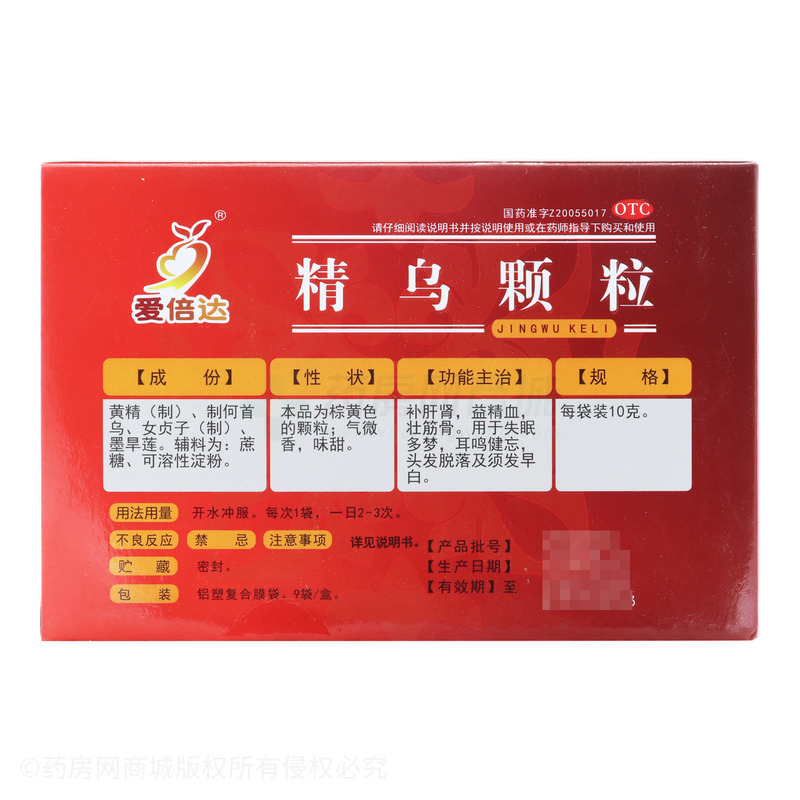 国药准字Z20055017 OTC
请仔细阅读说明书并按说明使用或在药师指导下购买和使用
®
爱倍达
精乌颗粒
JINGWU KELI
【成 份】
黄精（制）、制何首
乌、女贞子（制）、
墨旱莲。辅料为：蔗
糖、可溶性淀粉。
【性 状】
本品为棕黄色
的颗粒；气微
香，味甜。
【功能主治】
补肝肾，益精血，
壮筋骨。用于失眠
多梦，耳鸣健忘，
头发脱落及须发早
白。
【规 格】
每袋装10克。
用法用量 开水冲服。每次1袋，一日2-3次。
不良反应 禁 忌 注意事项 详见说明书。
贮 藏 密封。
包 装 铝塑复合膜袋。9袋/盒。
【产品批号】
【生产日期】
【有效期】至
药房网商城
©药房网商城版权所有侵权必究